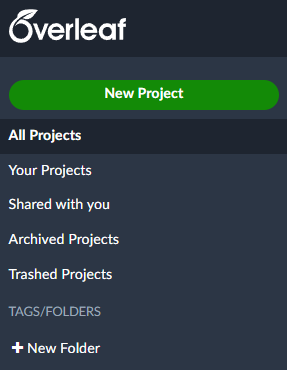 Overleaf
New Project
All Projects
Your Projects
Shared with you
Archived Projects
Trashed Projects
TAGS/FOLDERS
+ New Folder